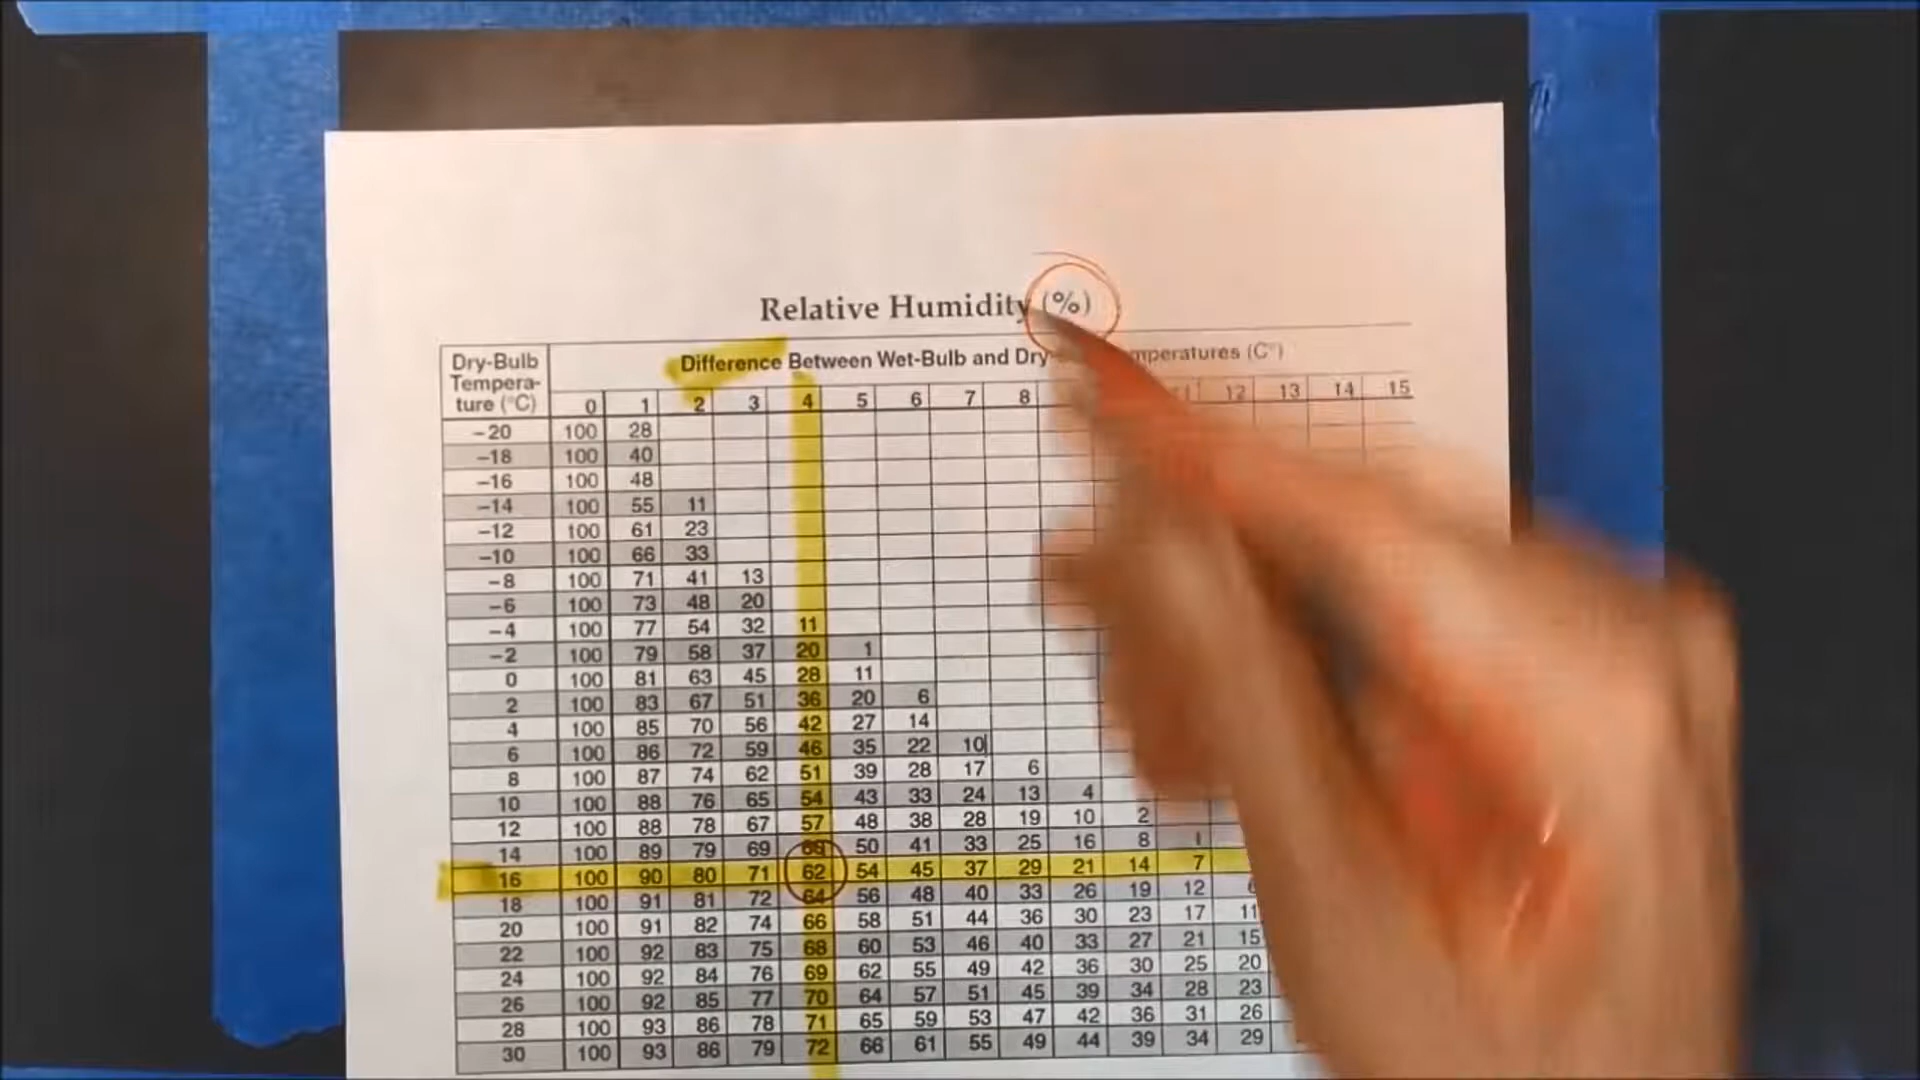 Relative Humidity (%)
Dry-Bulb Difference Between Wet-Bulb and Dry- mperatures (C°)
Tempera-
ture (°C) 0 1 2 3 4 5 6 7 8 11 12 13 14 15
-20 100 28
-18 100 40
-16 100 48
-14 100 55 11
-12 100 61 23
-10 100 66 33
-8 100 71 41 13
-6 100 73 48 20
-4 100 77 54 32 11
-2 100 79 58 37 20 1
0 100 81 63 45 28 11
2 100 83 67 51 36 20 6
4 100 85 70 56 42 27 14
6 100 86 72 59 46 35 22 10
8 100 87 74 62 51 39 28 17 6
10 100 88 76 65 54 43 33 24 13 4
12 100 88 78 67 57 48 38 28 19 10 2
14 100 89 79 69 50 41 33 25 16 8 1
16 100 90 80 71 62 54 45 37 29 21 14 7
18 100 91 81 72 64 56 48 40 33 26 19 12
20 100 91 82 74 66 58 51 44 36 30 23 17 11
22 100 92 83 75 68 60 53 46 40 33 27 21 15
24 100 92 84 76 69 62 55 49 42 36 30 25 20
26 100 92 85 77 70 64 57 51 45 39 34 28 23
28 100 93 86 78 71 65 59 53 47 42 36 31 26
30 100 93 86 79 72 66 61 55 49 44 39 34 29